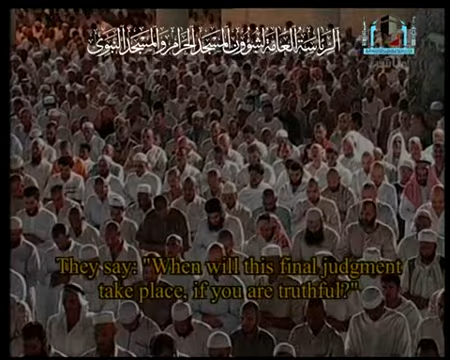 الرئاسة العامة لشؤون المسجد الحرام والمسجد النبوي
They say: "When will this final judgment
take place, if you are truthful?"